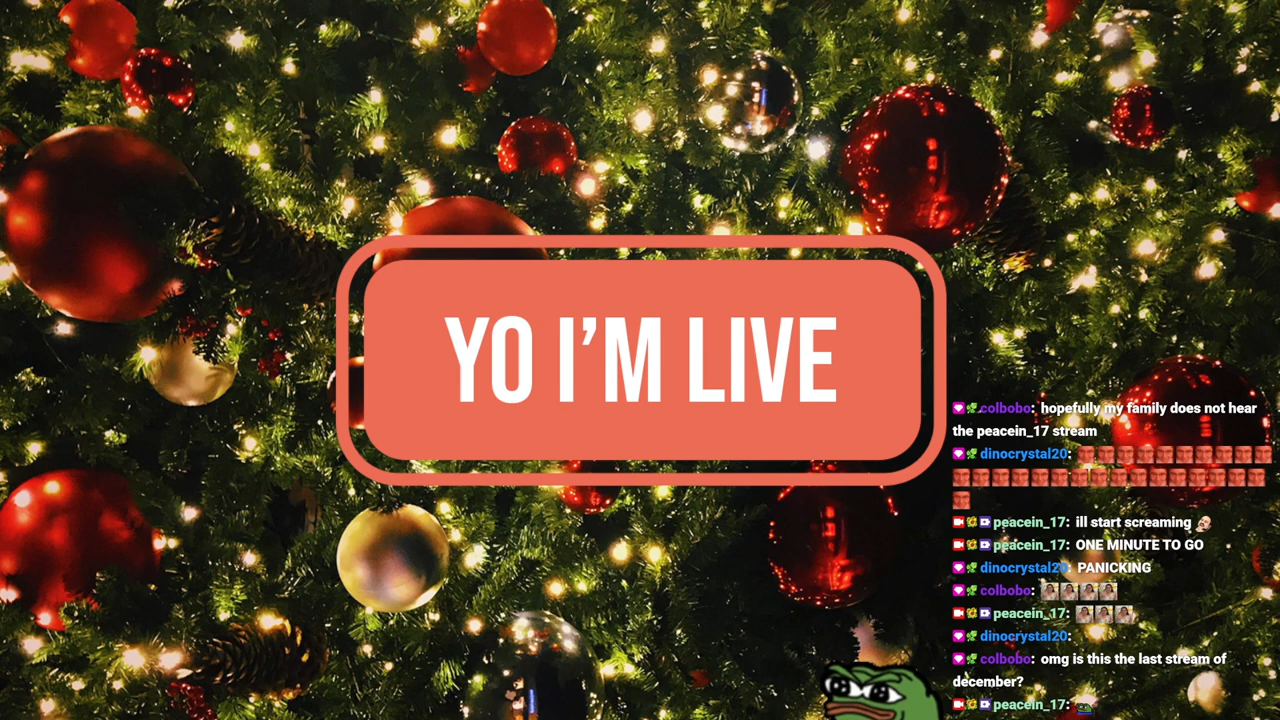 YO I’M LIVE
colbobo: hopefully my family does not hear
the peacein_17 stream
dinocrystal20:
peacein_17: ill start screaming
peacein_17: ONE MINUTE TO GO
dinocrystal20: PANICKING
colbobo:
peacein_17:
dinocrystal20:
colbobo: omg is this the last stream of
december?
peacein_17: